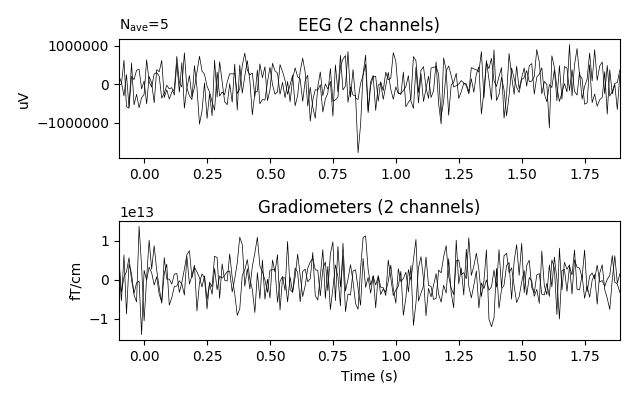 N_ave=5
EEG (2 channels)
1000000
0
−1000000
uV
0.00 0.25 0.50 0.75 1.00 1.25 1.50 1.75
1e13
Gradiometers (2 channels)
1
0
−1
fT/cm
0.00 0.25 0.50 0.75 1.00 1.25 1.50 1.75
Time (s)